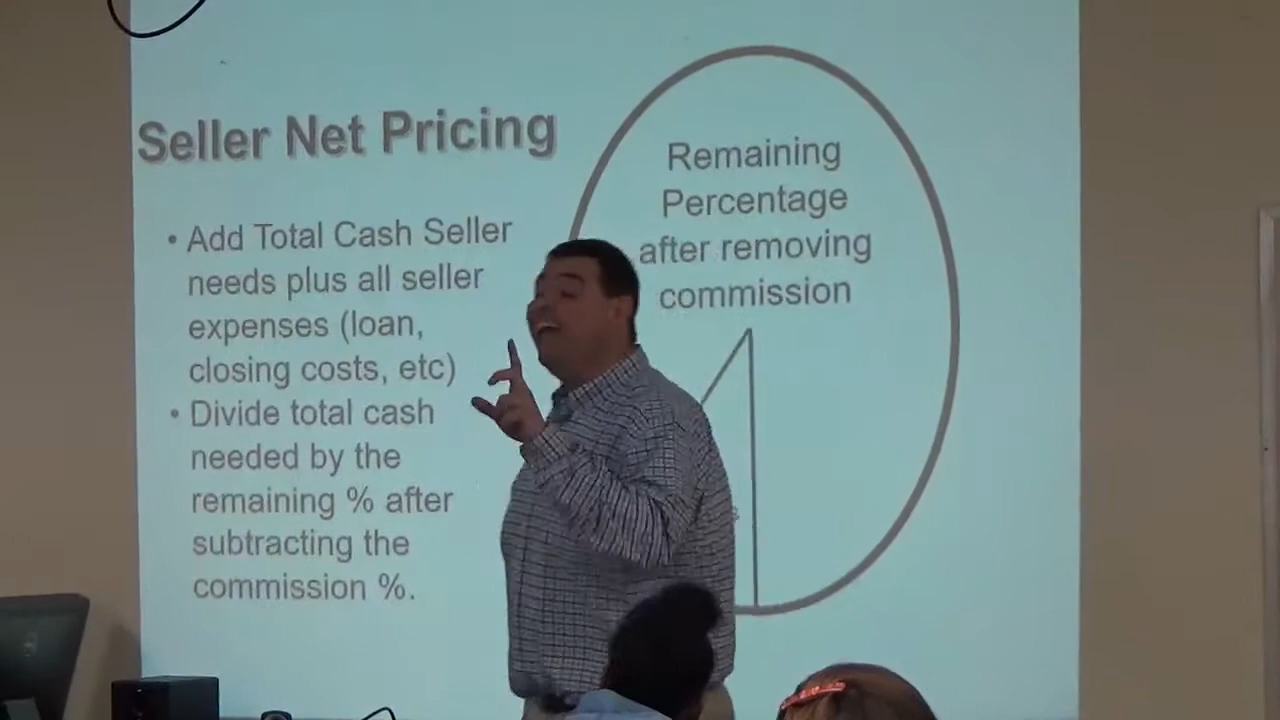 Seller Net Pricing
• Add Total Cash Seller
needs plus all seller
expenses (loan,
closing costs, etc)
• Divide total cash
needed by the
remaining % after
subtracting the
commission %.
Remaining
Percentage
after removing
commission